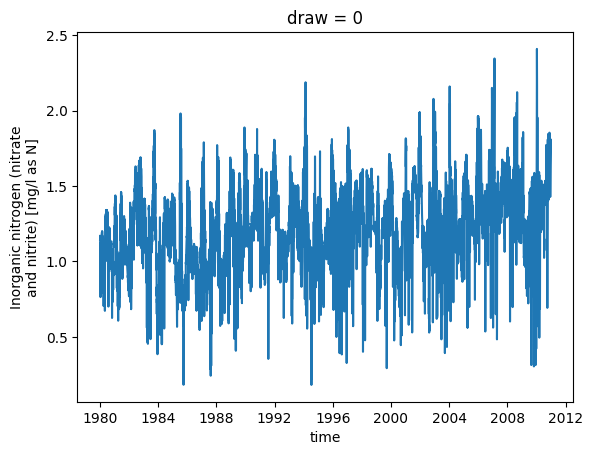 draw = 0
2.5
2.0
1.5
1.0
0.5
Inorganic nitrogen (nitrate
and nitrite) [mg/l as N]
1980 1984 1988 1992 1996 2000 2004 2008 2012
time